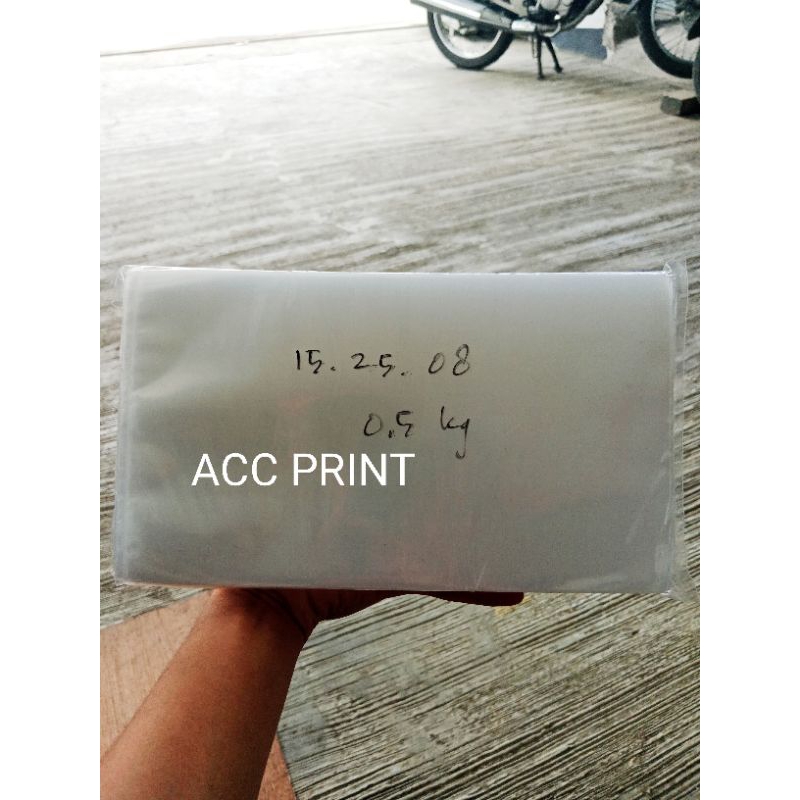 15. 25. 08
0,5 kg
ACC PRINT